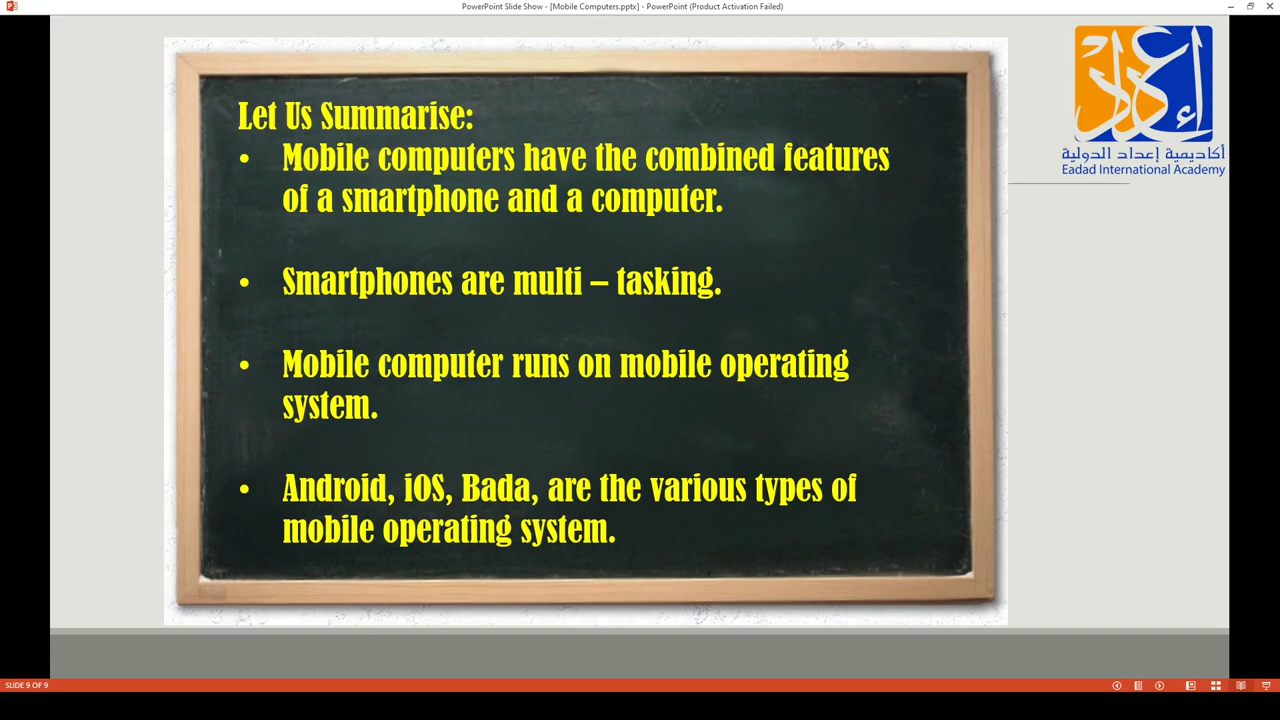 PowerPoint Slide Show - [Mobile Computers.pptx] - PowerPoint (Product Activation Failed)
إعداد
أكاديمية إعداد الدولية
Eadad International Academy
Let Us Summarise:
• Mobile computers have the combined features
of a smartphone and a computer.
• Smartphones are multi – tasking.
• Mobile computer runs on mobile operating
system.
• Android, iOS, Bada, are the various types of
mobile operating system.
SLIDE 9 OF 9